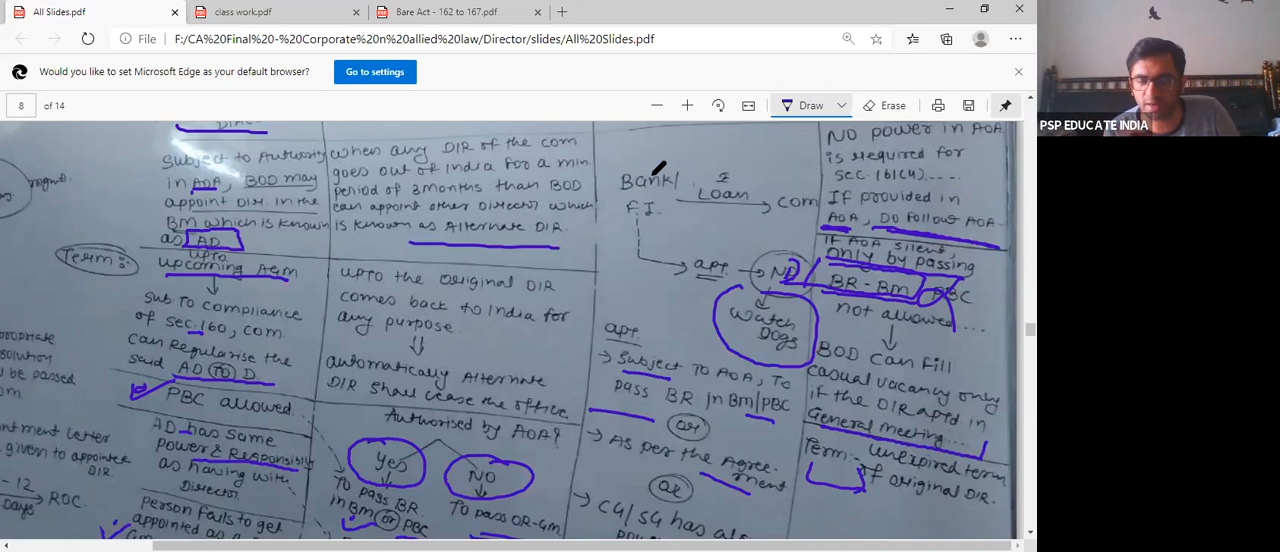 All Slides.pdf
class work.pdf
Bare Act - 162 to 167.pdf
File
F:/CA%20Final%20-%20Corporate%20n%20allied%20law/Director/slides/All%20Slides.pdf
Would you like to set Microsoft Edge as your default browser?
Go to settings
8
of 14
Draw
Erase
PSP EDUCATE INDIA
mgmt.
Subject to Authority
in AOA, BOD may
appoint Dir. in the
BM which is known
as AD
Term:-
upto
upcoming AGM
Sub to compliance
of sec. 160, com
can Regularise the
said AD TO D.
PBC allowed.
AD has same
power & Responsibility
as having with
Director.
Person fails to get
appointed as a
ntment letter
given to appointee
DIR.
- 12
Days
ROC.
When any DIR of the com
goes out of India for a min
period of 3 months than BOD
can appoint other Director which
is known as Alternate DIR.
upto the original DIR
comes back to India for
any purpose
automatically Alternate
DIR shall cease the office.
Authorised by AOA?
Yes
NO
To pass BR
in BM or PBC
To pass OR-GM.
Bank/
F.I.
Loan
com
apt.
ND
Watch
Dogs
apt.
Subject TO AOA, TO
pass BR in BM/PBC
or
As per the Agree-
ment
or
CG/SG has also
NO power in AOA
is required for
sec. 161(4)....
If provided in
AOA, Do follow AOA.
if AOA silent,
only by passing
BR-BM, PBC
not allowed...
BOD can fill
casual vacancy only
if the DIR aptd in
General meeting...
Term:- unexpired term
of original DIR.